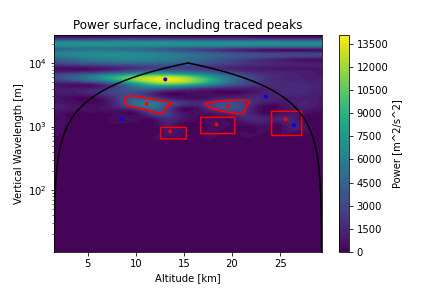 Power surface, including traced peaks
10⁴
10³
10²
Vertical Wavelength [m]
5 10 15 20 25
Altitude [km]
13500
12000
10500
9000
7500
6000
4500
3000
1500
0
Power [m^2/s^2]